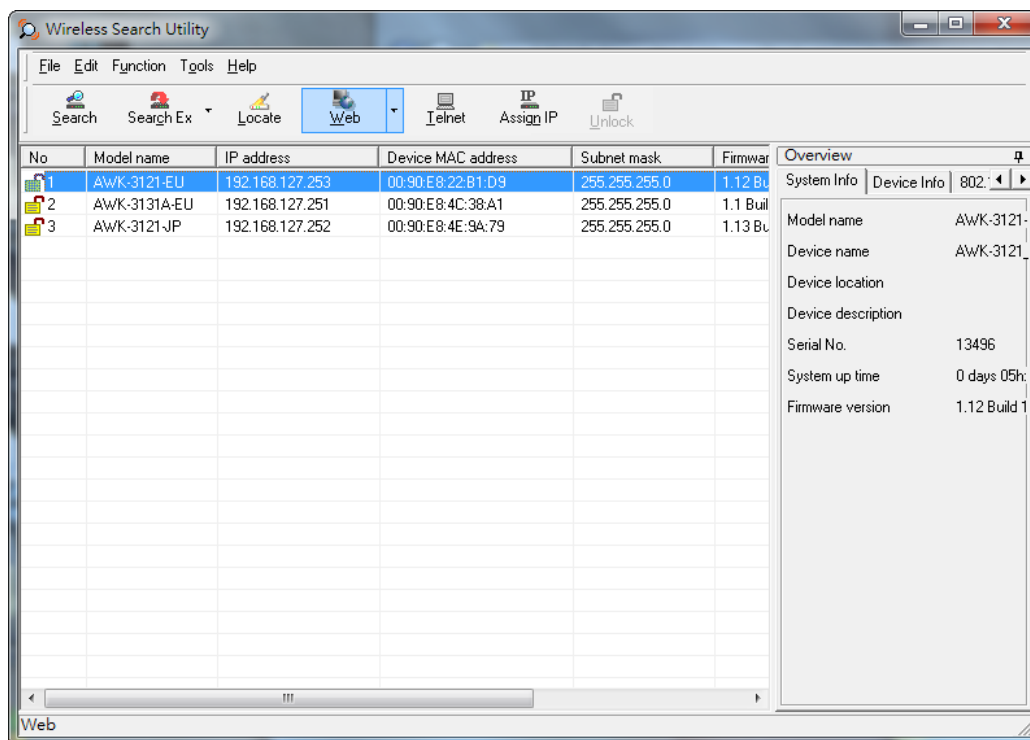 Wireless Search Utility
File Edit Function Tools Help
Search Search Ex Locate Web Telnet IP Assign IP Unlock
No Model name IP address Device MAC address Subnet mask Firmwar
1 AWK-3121-EU 192.168.127.253 00:90:E8:22:B1:D9 255.255.255.0 1.12 Bu
2 AWK-3131A-EU 192.168.127.251 00:90:E8:4C:38:A1 255.255.255.0 1.1 Buil
3 AWK-3121-JP 192.168.127.252 00:90:E8:4E:9A:79 255.255.255.0 1.13 Bu
Overview
System Info Device Info 802.
Model name AWK-3121-
Device name AWK-3121_
Device location
Device description
Serial No. 13496
System up time 0 days 05h:
Firmware version 1.12 Build 1
Web